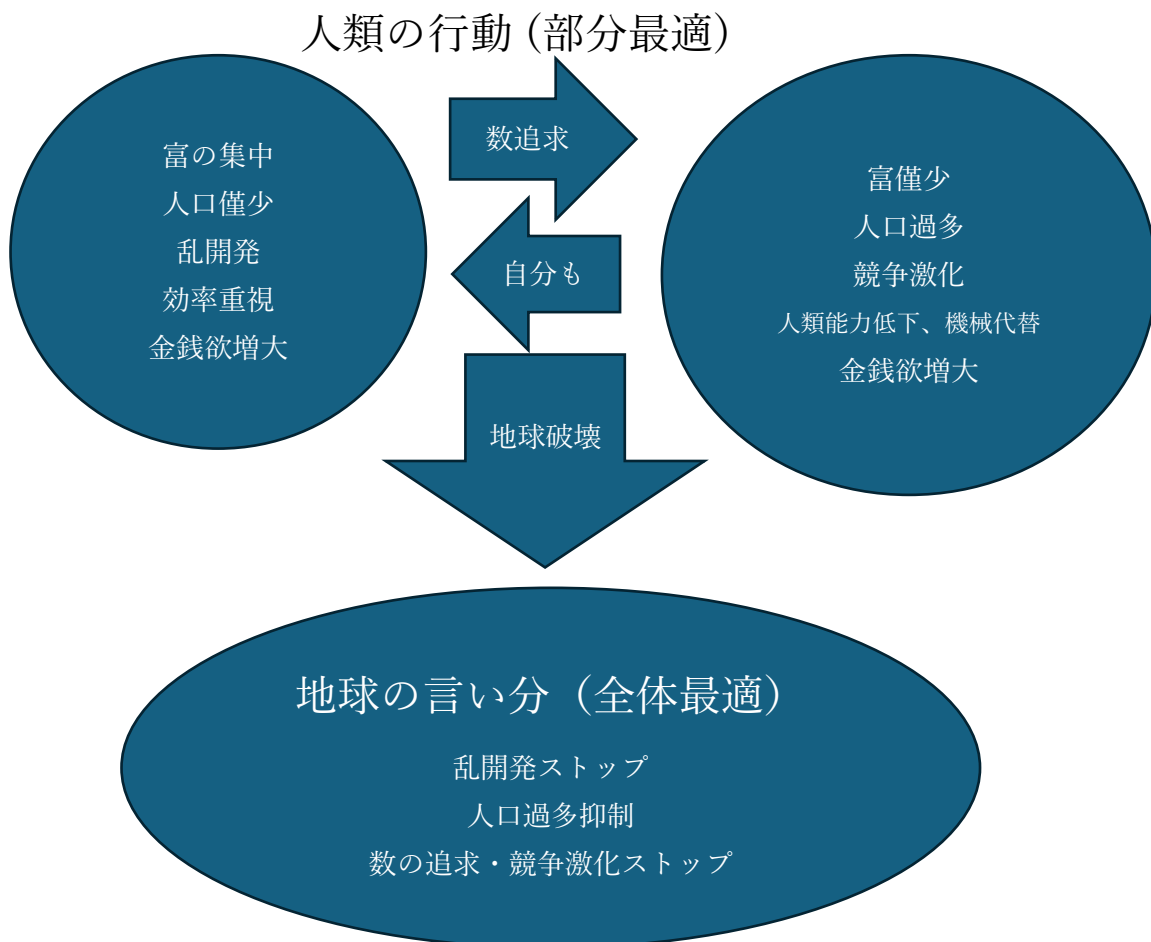 人類の行動 (部分最適)
富の集中
人口僅少
乱開発
効率重視
金銭欲増大
数追求
自分も
地球破壊
富僅少
人口過多
競争激化
人類能力低下、機械代替
金銭欲増大
地球の言い分（全体最適）
乱開発ストップ
人口過多抑制
数の追求・競争激化ストップ